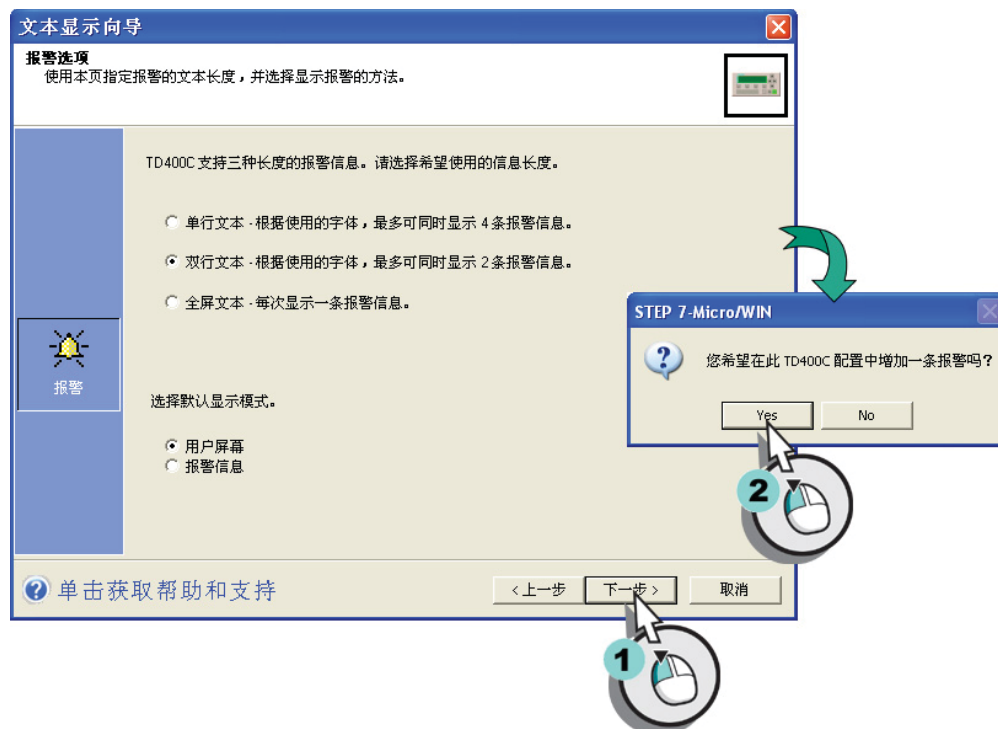 文本显示向导
报警选项
使用本页指定报警的文本长度，并选择显示报警的方法。
TD400C 支持三种长度的报警信息。请选择希望使用的信息长度。
单行文本 - 根据使用的字体，最多可同时显示 4 条报警信息。
双行文本 - 根据使用的字体，最多可同时显示 2 条报警信息。
全屏文本 - 每次显示一条报警信息。
报警
选择默认显示模式。
用户屏幕
报警信息
单击获取帮助和支持
<上一步
下一步>
取消
1
STEP 7-Micro/WIN
您希望在此 TD400C 配置中增加一条报警吗？
Yes
No
2